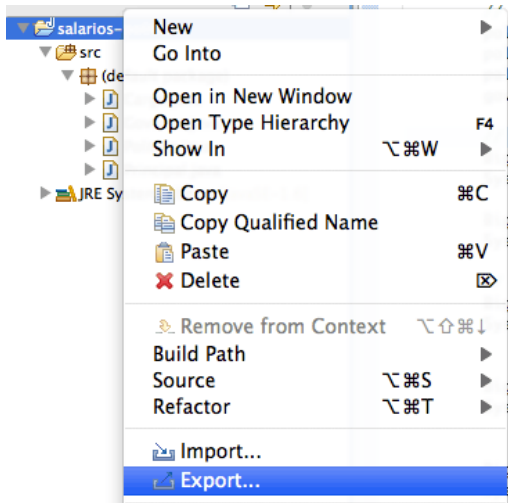 salarios-
New
Go Into
src
(de
Open in New Window
Open Type Hierarchy F4
Show In ⌥⌘W
JRE Sy
Copy ⌘C
Copy Qualified Name
Paste ⌘V
Delete ⌦
Remove from Context ⌥⇧⌘↓
Build Path
Source ⌥⌘S
Refactor ⌥⌘T
Import...
Export...